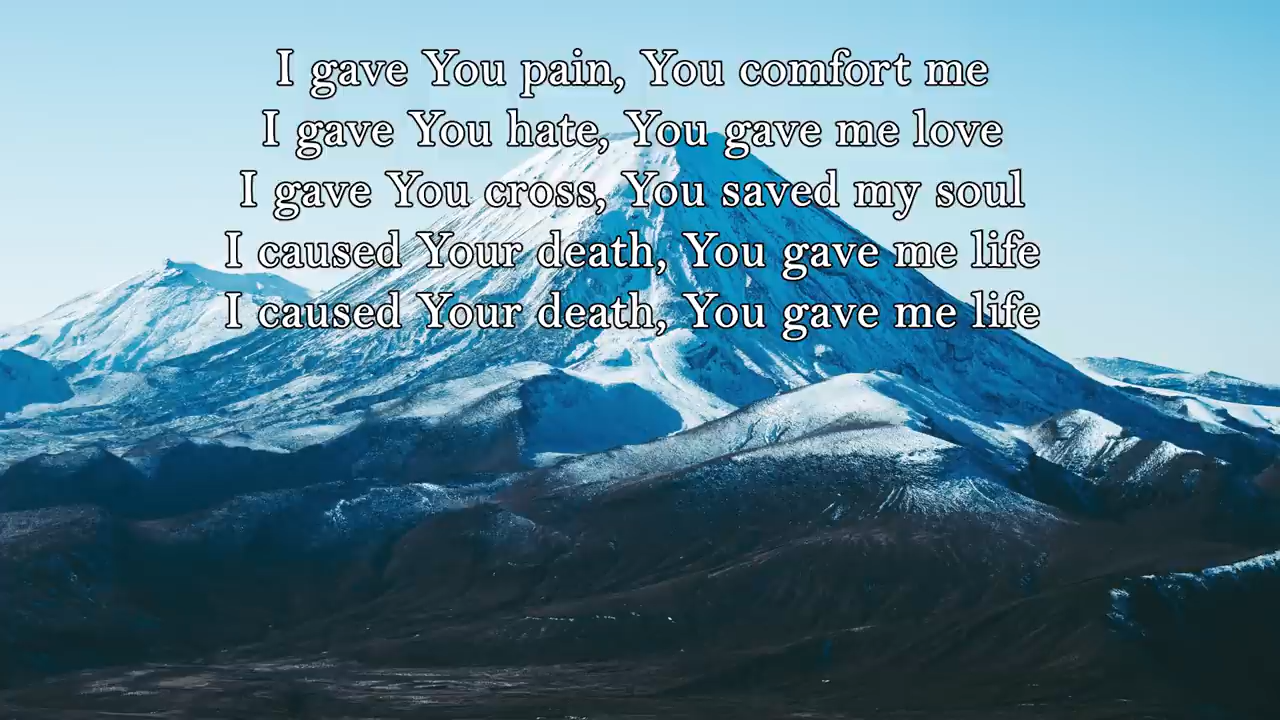 I gave You pain, You comfort me
I gave You hate, You gave me love
I gave You cross, You saved my soul
I caused Your death, You gave me life
I caused Your death, You gave me life